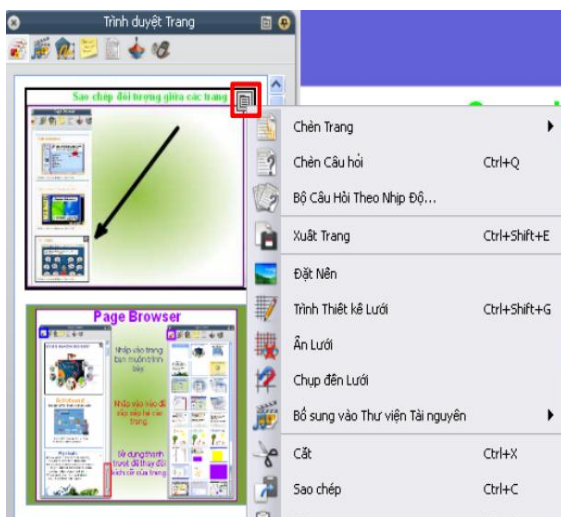 Trình duyệt Trang
Sao chép đối tượng giữa các trang
Page Browser
Nhấp vào trang
bạn muốn trình
bày.
Nhấp vào nào để
sắp xếp lại các
trang.
Sử dụng thanh
trượt để thay đổi
kích cỡ của trang.
Chèn Trang
Chèn Câu hỏi Ctrl+Q
Bộ Câu Hỏi Theo Nhịp Độ...
Xuất Trang Ctrl+Shift+E
Đặt Nền
Trình Thiết kế Lưới Ctrl+Shift+G
Ẩn Lưới
Chụp đến Lưới
Bổ sung vào Thư viện Tài nguyên
Cắt Ctrl+X
Sao chép Ctrl+C